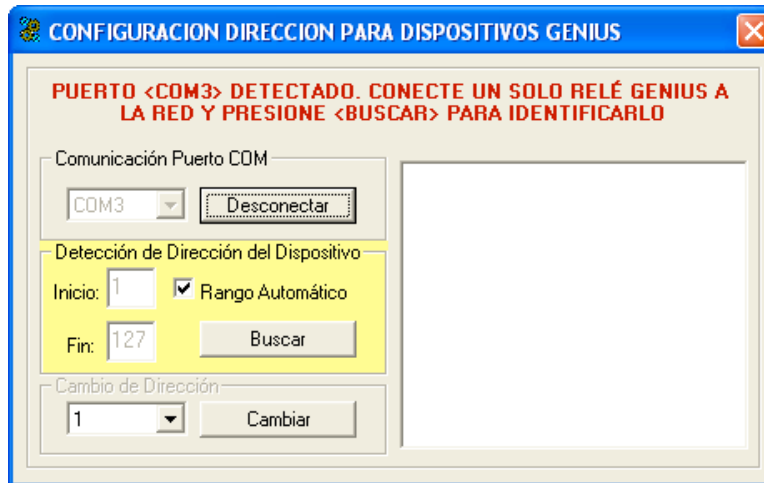 CONFIGURACION DIRECCION PARA DISPOSITIVOS GENIUS
PUERTO <COM3> DETECTADO. CONECTE UN SOLO RELÉ GENIUS A
LA RED Y PRESIONE <BUSCAR> PARA IDENTIFICARLO
Comunicación Puerto COM
COM3
Desconectar
Detección de Dirección del Dispositivo
Inicio: 1
Rango Automático
Fin: 127
Buscar
Cambio de Dirección
1
Cambiar